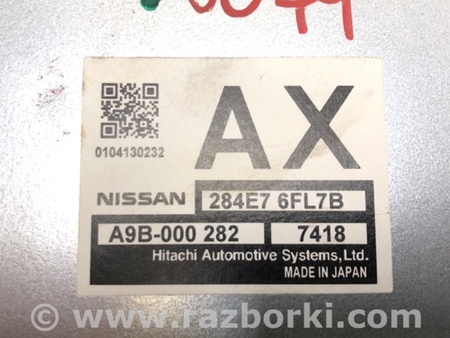 AX
0104130232
NISSAN 284E7 6FL7B
A9B-000 282 7418
Hitachi Automotive Systems,Ltd.
MADE IN JAPAN
© www.razborki.com